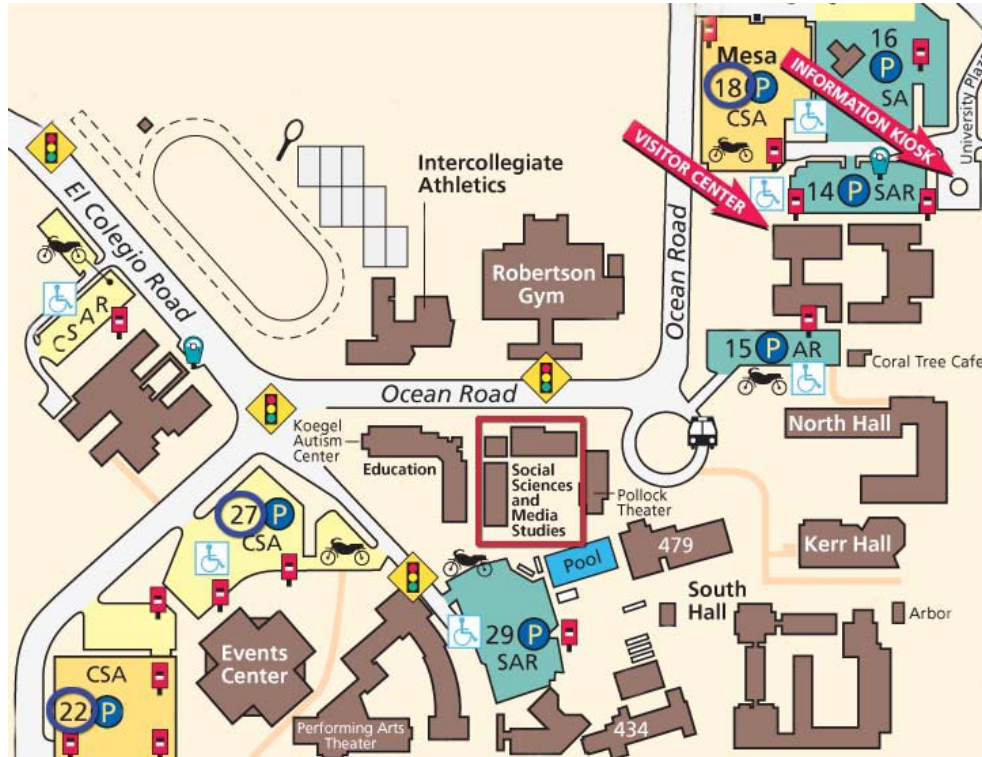 Mesa
18 P
CSA
16
P
SA
INFORMATION KIOSK
University Plaza
VISITOR CENTER
14 P SAR
El Colegio Road
Intercollegiate
Athletics
Robertson
Gym
Ocean Road
CSAR
15 P AR
Coral Tree Cafe
Ocean Road
Koegel
Autism
Center
Education
Social
Sciences
and
Media
Studies
Pollock
Theater
North Hall
27 P
CSA
Pool
479
Kerr Hall
South
Hall
Arbor
29 P
SAR
Events
Center
CSA
22 P
Performing Arts
Theater
434